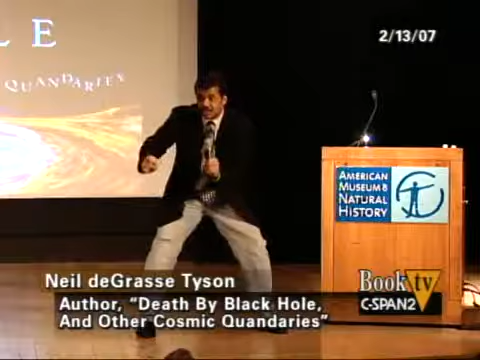 L E
QUANDARIES
2/13/07
AMERICAN
MUSEUM &
NATURAL
HISTORY
Neil deGrasse Tyson
Author, "Death By Black Hole,
And Other Cosmic Quandaries"
Book tv
C-SPAN2